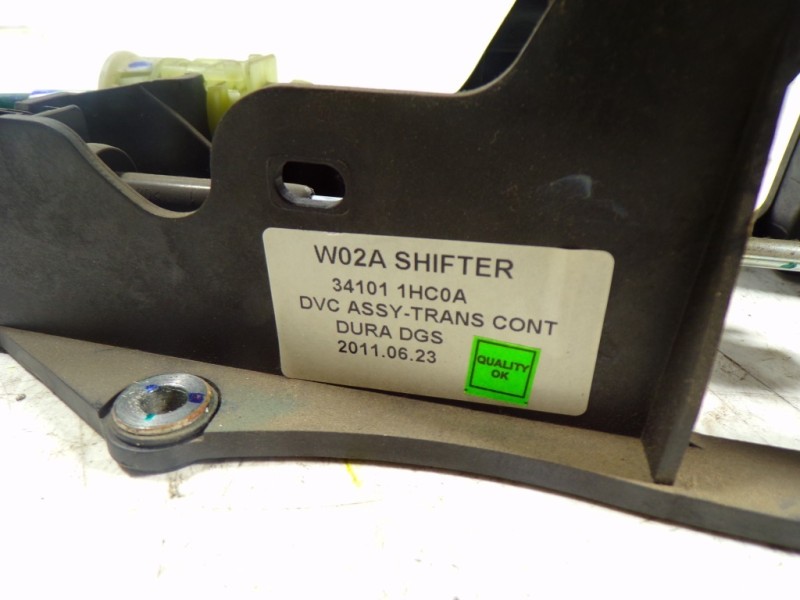 W02A SHIFTER
34101 1HC0A
DVC ASSY-TRANS CONT
DURA DGS
2011.06.23
QUALITY
OK